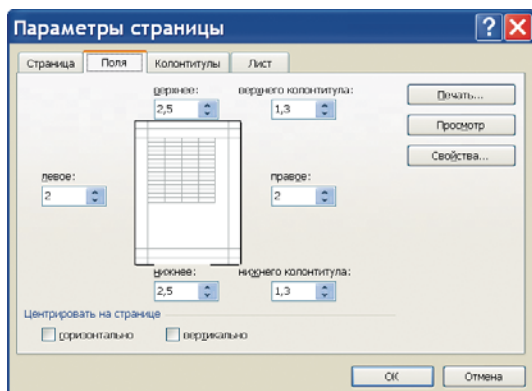 Параметры страницы
Страница Поля Колонтитулы Лист
верхнее: верхнего колонтитула:
2,5 1,3
Печать...
Просмотр
Свойства...
левое: правое:
2 2
нижнее: нижнего колонтитула:
2,5 1,3
Центрировать на странице
горизонтально вертикально
ОК Отмена